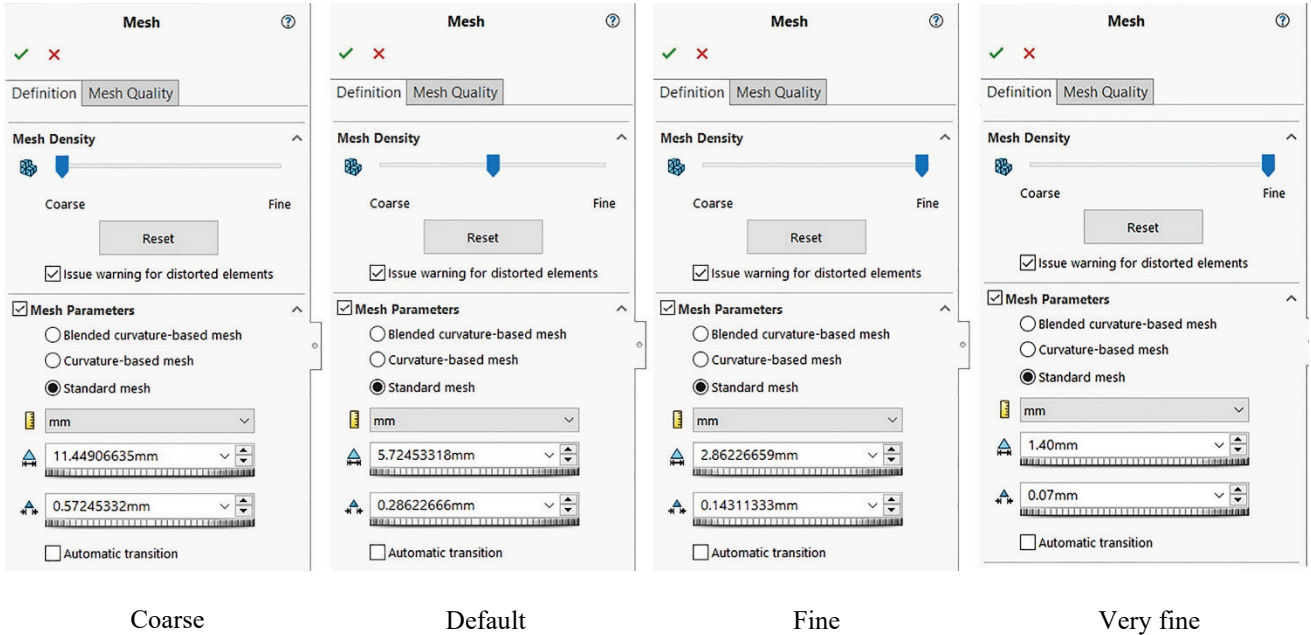 Mesh
Definition Mesh Quality
Mesh Density
Coarse Fine
Reset
Issue warning for distorted elements
Mesh Parameters
Blended curvature-based mesh
Curvature-based mesh
Standard mesh
mm
11.44906635mm
0.57245332mm
Automatic transition
Coarse
Mesh
Definition Mesh Quality
Mesh Density
Coarse Fine
Reset
Issue warning for distorted elements
Mesh Parameters
Blended curvature-based mesh
Curvature-based mesh
Standard mesh
mm
5.72453318mm
0.28622666mm
Automatic transition
Default
Mesh
Definition Mesh Quality
Mesh Density
Coarse Fine
Reset
Issue warning for distorted elements
Mesh Parameters
Blended curvature-based mesh
Curvature-based mesh
Standard mesh
mm
2.86226659mm
0.14311333mm
Automatic transition
Fine
Mesh
Definition Mesh Quality
Mesh Density
Coarse Fine
Reset
Issue warning for distorted elements
Mesh Parameters
Blended curvature-based mesh
Curvature-based mesh
Standard mesh
mm
1.40mm
0.07mm
Automatic transition
Very fine